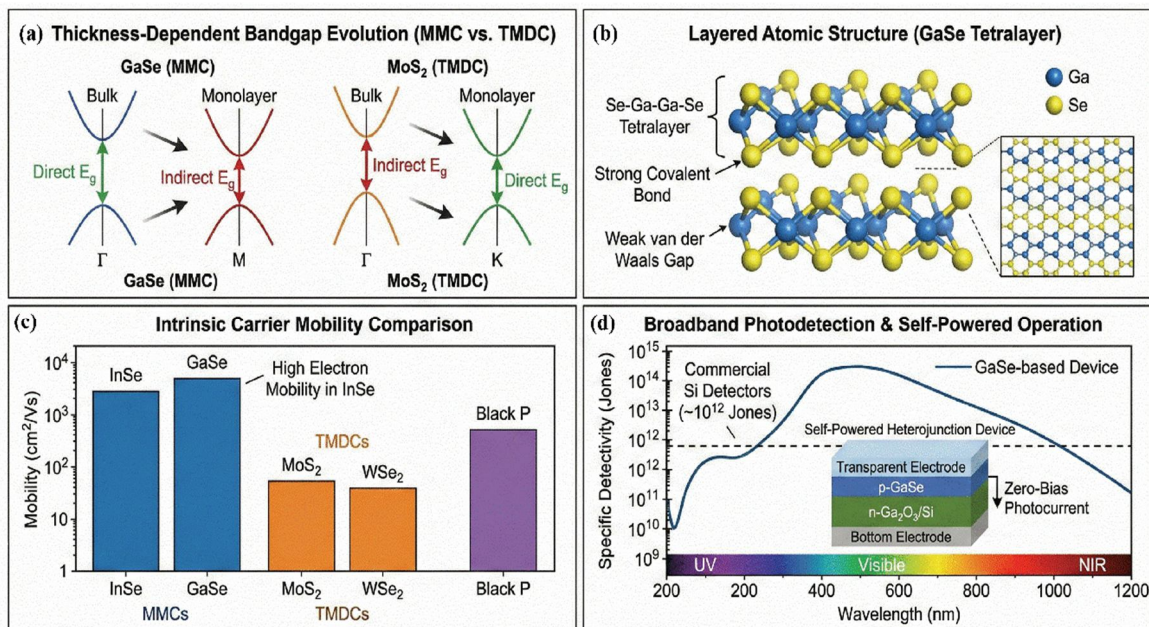 (a) Thickness-Dependent Bandgap Evolution (MMC vs. TMDC)
GaSe (MMC)
MoS₂ (TMDC)
Bulk
Monolayer
Bulk
Monolayer
Direct Eg
Indirect Eg
Indirect Eg
Direct Eg
Γ
M
Γ
K
GaSe (MMC)
MoS₂ (TMDC)
(b) Layered Atomic Structure (GaSe Tetralayer)
Ga
Se
Se-Ga-Ga-Se
Tetralayer
Strong Covalent
Bond
Weak van der
Waals Gap
(c) Intrinsic Carrier Mobility Comparison
Mobility (cm²/Vs)
10⁴
10³
10²
10
1
InSe
GaSe
High Electron
Mobility in InSe
TMDCs
MoS₂
WSe₂
Black P
InSe
GaSe
MoS₂
WSe₂
Black P
MMCs
TMDCs
(d) Broadband Photodetection & Self-Powered Operation
Specific Detectivity (Jones)
10¹⁵
10¹⁴
10¹³
10¹²
10¹¹
10¹⁰
10⁹
Commercial
Si Detectors
(~10¹² Jones)
GaSe-based Device
Self-Powered Heterojunction Device
Transparent Electrode
p-GaSe
n-Ga₂O₃/Si
Bottom Electrode
Zero-Bias
Photocurrent
UV
Visible
NIR
200
200
400
600
200
800
1000
1200
Wavelength (nm)